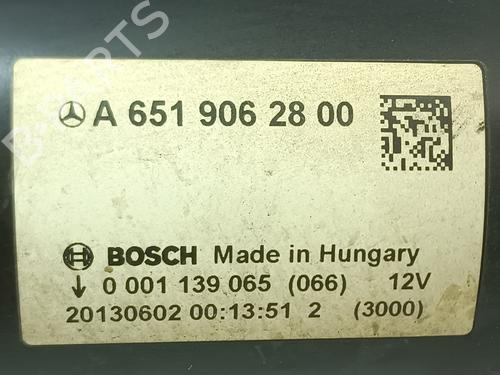 A 651 906 28 00
BOSCH Made in Hungary
0 001 139 065 (066) 12V
20130602 00:13:51 2 (3000)